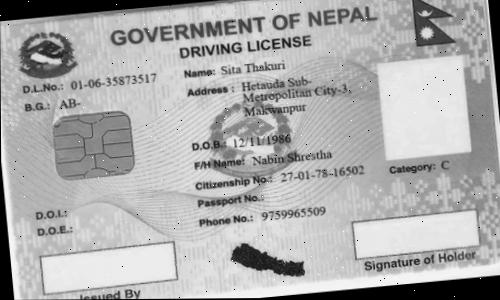 GOVERNMENT OF NEPAL
DRIVING LICENSE
D.L.No.: 01-06-35873517
B.G.: AB-
Name: Sita Thakuri
Address : Hetauda Sub-
Metropolitan City-3,
Makwanpur
D.O.B.: 12/11/1986
F/H Name: Nabin Shrestha
Citizenship No.: 27-01-78-16502
Category: C
Passport No.:
D.O.I.:
Phone No.: 9759965509
D.O.E.:
Issued By
Signature of Holder